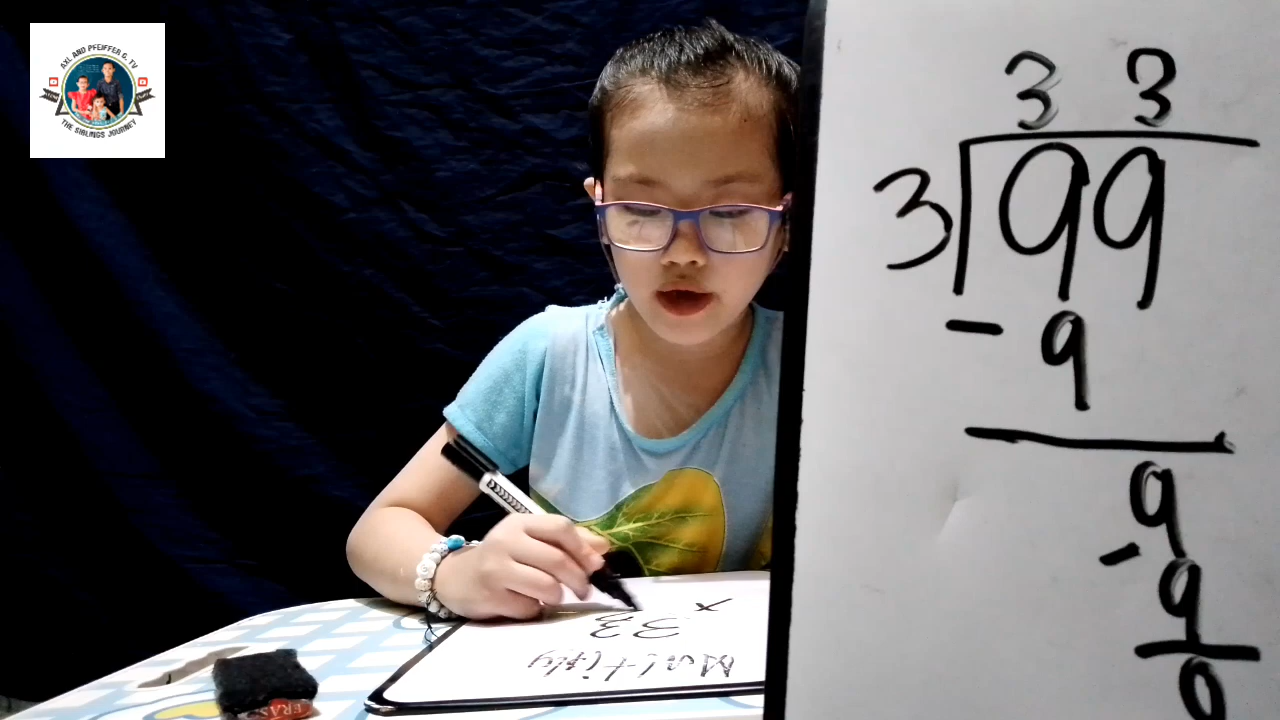 AXL AND PFEIFFER G. TV
THE SIBLINGS JOURNEY
3 3
3 99
- 9
9
- 9
0
Multiply
33
x